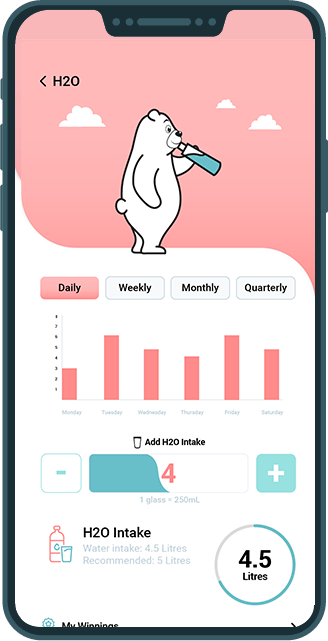 H2O
Daily Weekly Monthly Quarterly
8
7
6
5
4
3
2
1
Monday Tuesday Wednesday Thursday Friday Saturday
Add H2O Intake
- 4 +
1 glass = 250mL
H2O Intake
Water intake: 4.5 Litres
Recommended: 5 Litres
4.5
Litres
My Winnings